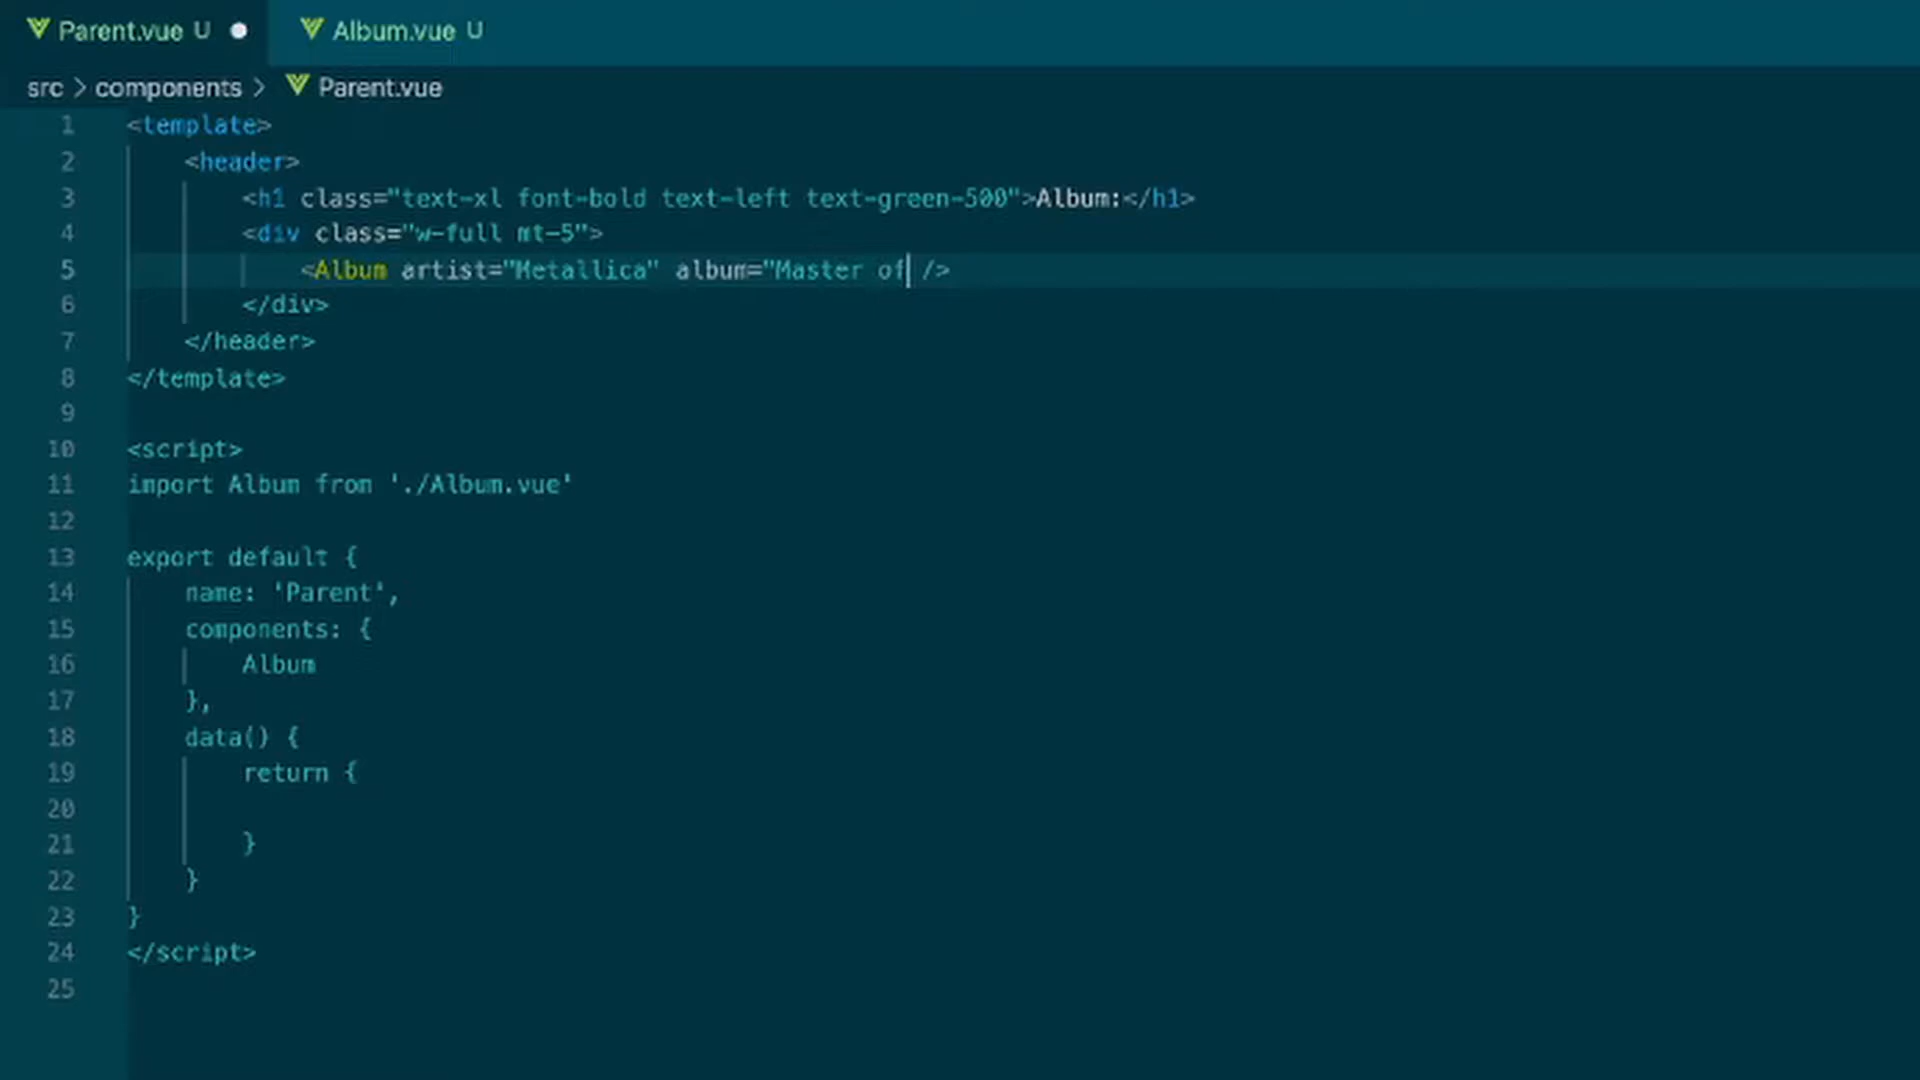 Parent.vue U Album.vue U
src > components > Parent.vue
1 <template>
2 <header>
3 <h1 class="text-xl font-bold text-left text-green-500">Album:</h1>
4 <div class="w-full mt-5">
5 <Album artist="Metallica" album="Master of />
6 </div>
7 </header>
8 </template>
9
10 <script>
11 import Album from './Album.vue'
12
13 export default {
14 name: 'Parent',
15 components: {
16 Album
17 },
18 data() {
19 return {
20
21 }
22 }
23 }
24 </script>
25